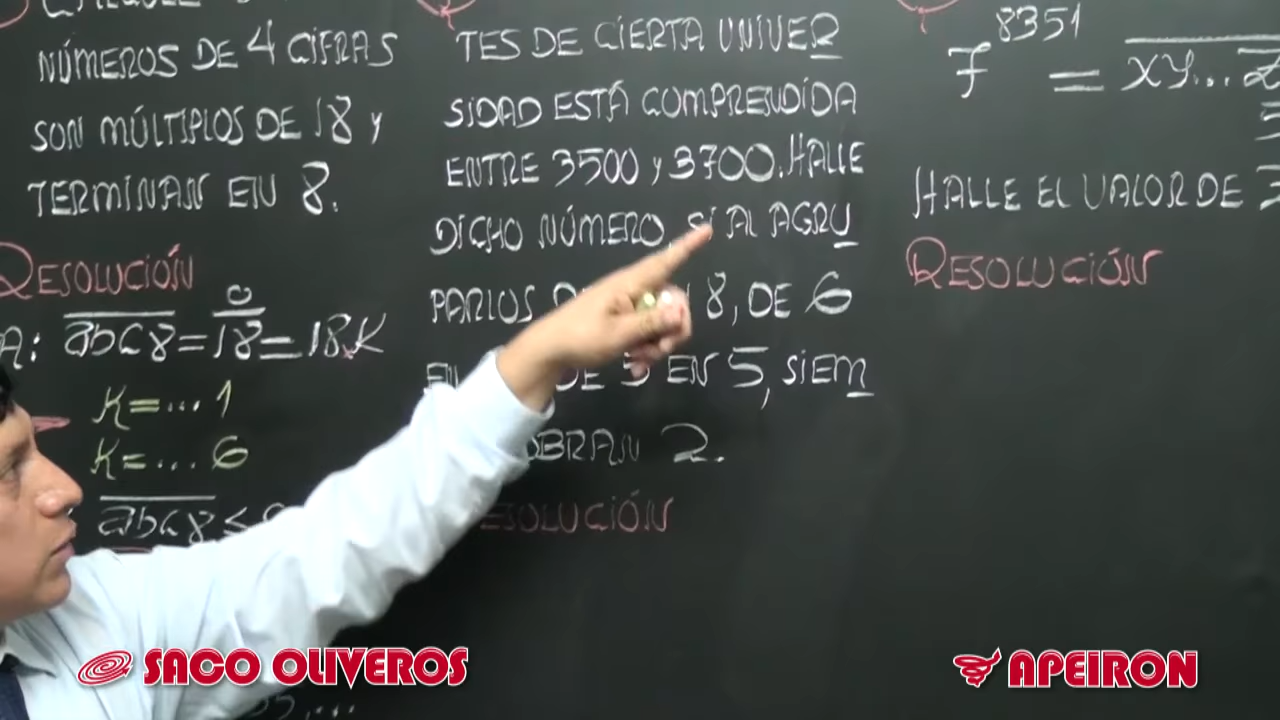 NÚMEROS DE 4 CIFRAS
SON MÚLTIPLOS DE 18 Y
TERMINAN EN 8.
RESOLUCIÓN
A: abc8 = 18 = 18.K
K = ... 1
K = ... 6
abc8 ≤
TES DE CIERTA UNIVER
SIDAD ESTÁ COMPRENDIDA
ENTRE 3500 Y 3700. HALLE
DICHO NÚMERO, SI AL AGRU
PARLOS 8, DE 6
EN DE 5 EN 5, SIEM
SOBRAN 2.
RESOLUCIÓN
7^8351 = xy...z
HALLE EL VALOR DE
RESOLUCIÓN
SACO OLIVEROS
APEIRON